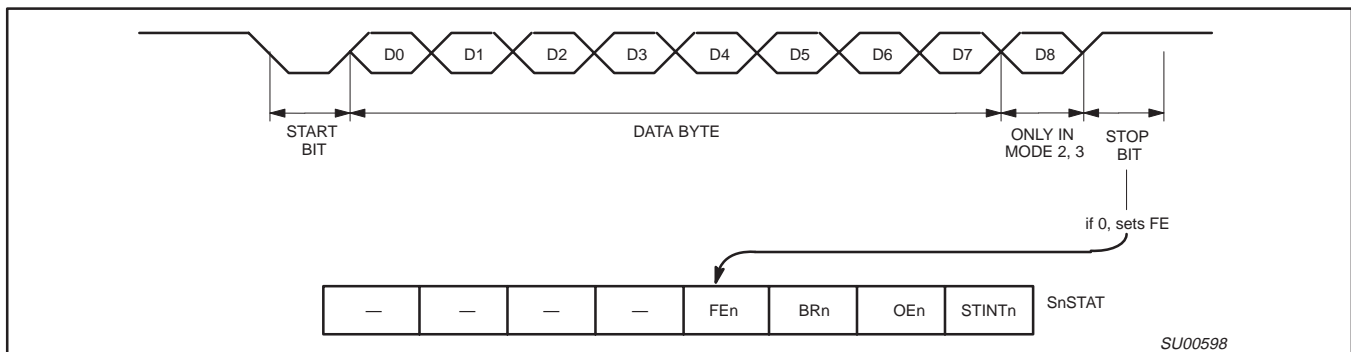 D0 D1 D2 D3 D4 D5 D6 D7 D8
START
BIT
DATA BYTE
ONLY IN
MODE 2, 3
STOP
BIT
if 0, sets FE
— — — — FEn BRn OEn STINTn SnSTAT
SU00598